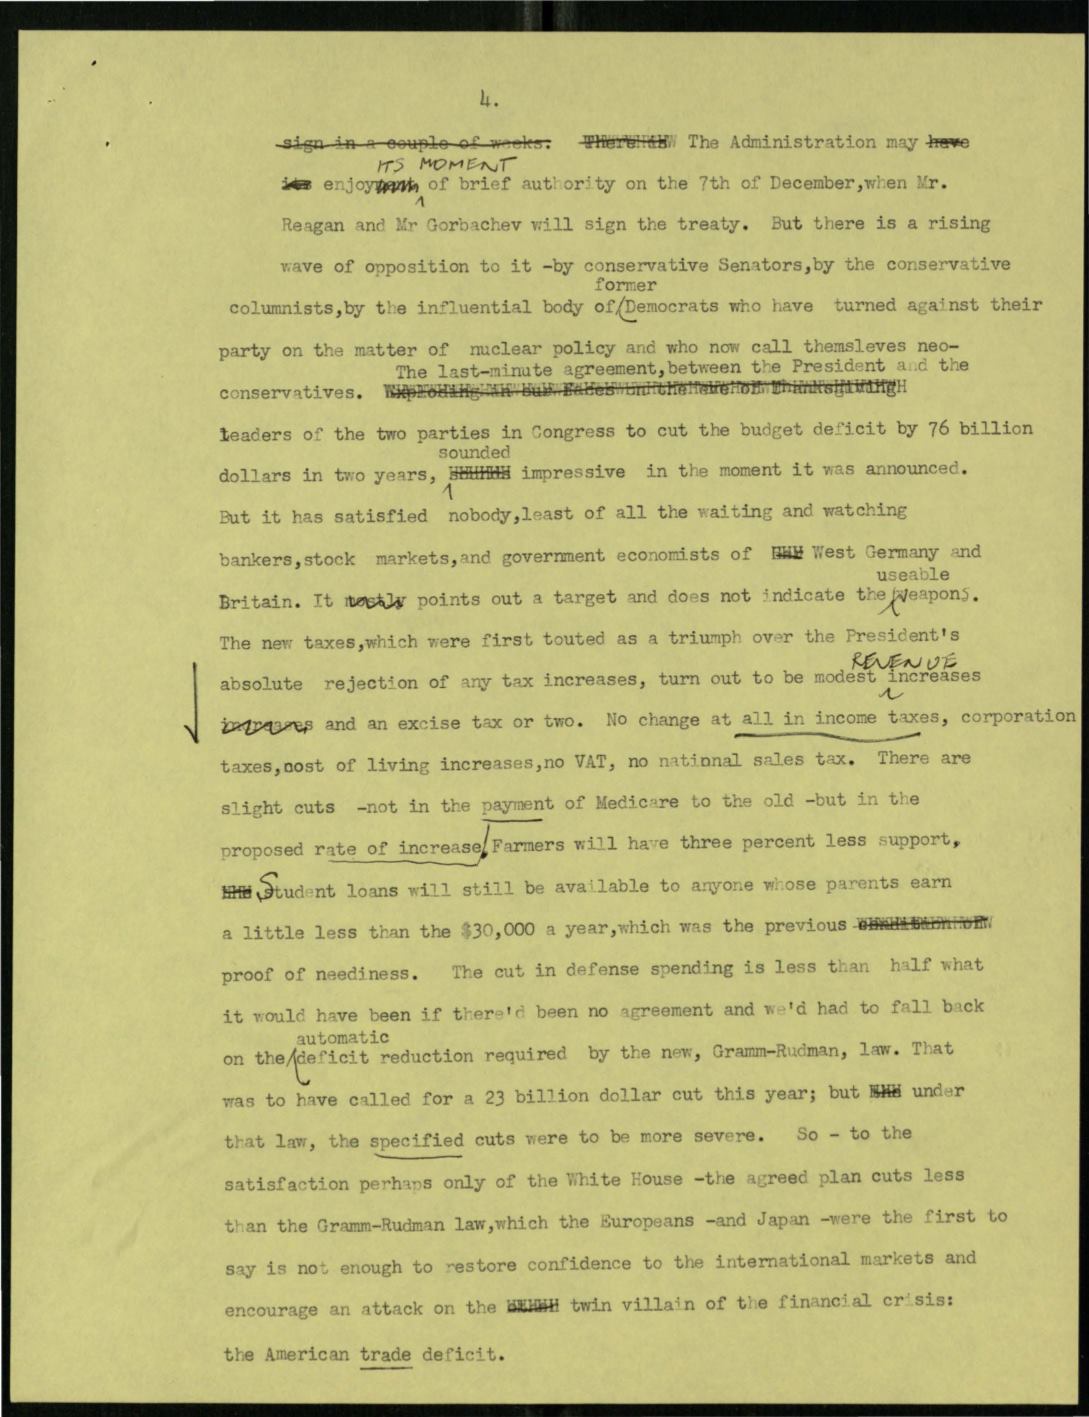 4.
sign in a couple of weeks. The Administration may have
ITS MOMENT
its enjoy of brief authority on the 7th of December,when Mr.
Reagan and Mr Gorbachev will sign the treaty. But there is a rising
wave of opposition to it -by conservative Senators,by the conservative
former
columnists,by the influential body of/Democrats who have turned against their
party on the matter of nuclear policy and who now call themsleves neo-
The last-minute agreement,between the President and the
conservatives. Exploding in our faces on the eve of Thanksgiving
leaders of the two parties in Congress to cut the budget deficit by 76 billion
sounded
dollars in two years, impressive in the moment it was announced.
But it has satisfied nobody,least of all the waiting and watching
bankers,stock markets,and government economists of West Germany and
useable
Britain. It mostly points out a target and does not indicate the weapons.
The new taxes,which were first touted as a triumph over the President's
REVENUE
absolute rejection of any tax increases, turn out to be modest increases
increases and an excise tax or two. No change at all in income taxes, corporation
taxes,cost of living increases,no VAT, no national sales tax. There are
slight cuts -not in the payment of Medicare to the old -but in the
proposed rate of increase! Farmers will have three percent less support,
Student loans will still be available to anyone whose parents earn
a little less than the $30,000 a year,which was the previous
proof of neediness. The cut in defense spending is less than half what
it would have been if there'd been no agreement and we'd had to fall back
automatic
on the/deficit reduction required by the new, Gramm-Rudman, law. That
was to have called for a 23 billion dollar cut this year; but under
that law, the specified cuts were to be more severe. So - to the
satisfaction perhaps only of the White House -the agreed plan cuts less
than the Gramm-Rudman law,which the Europeans -and Japan -were the first to
say is not enough to restore confidence to the international markets and
encourage an attack on the twin villain of the financial crisis:
the American trade deficit.